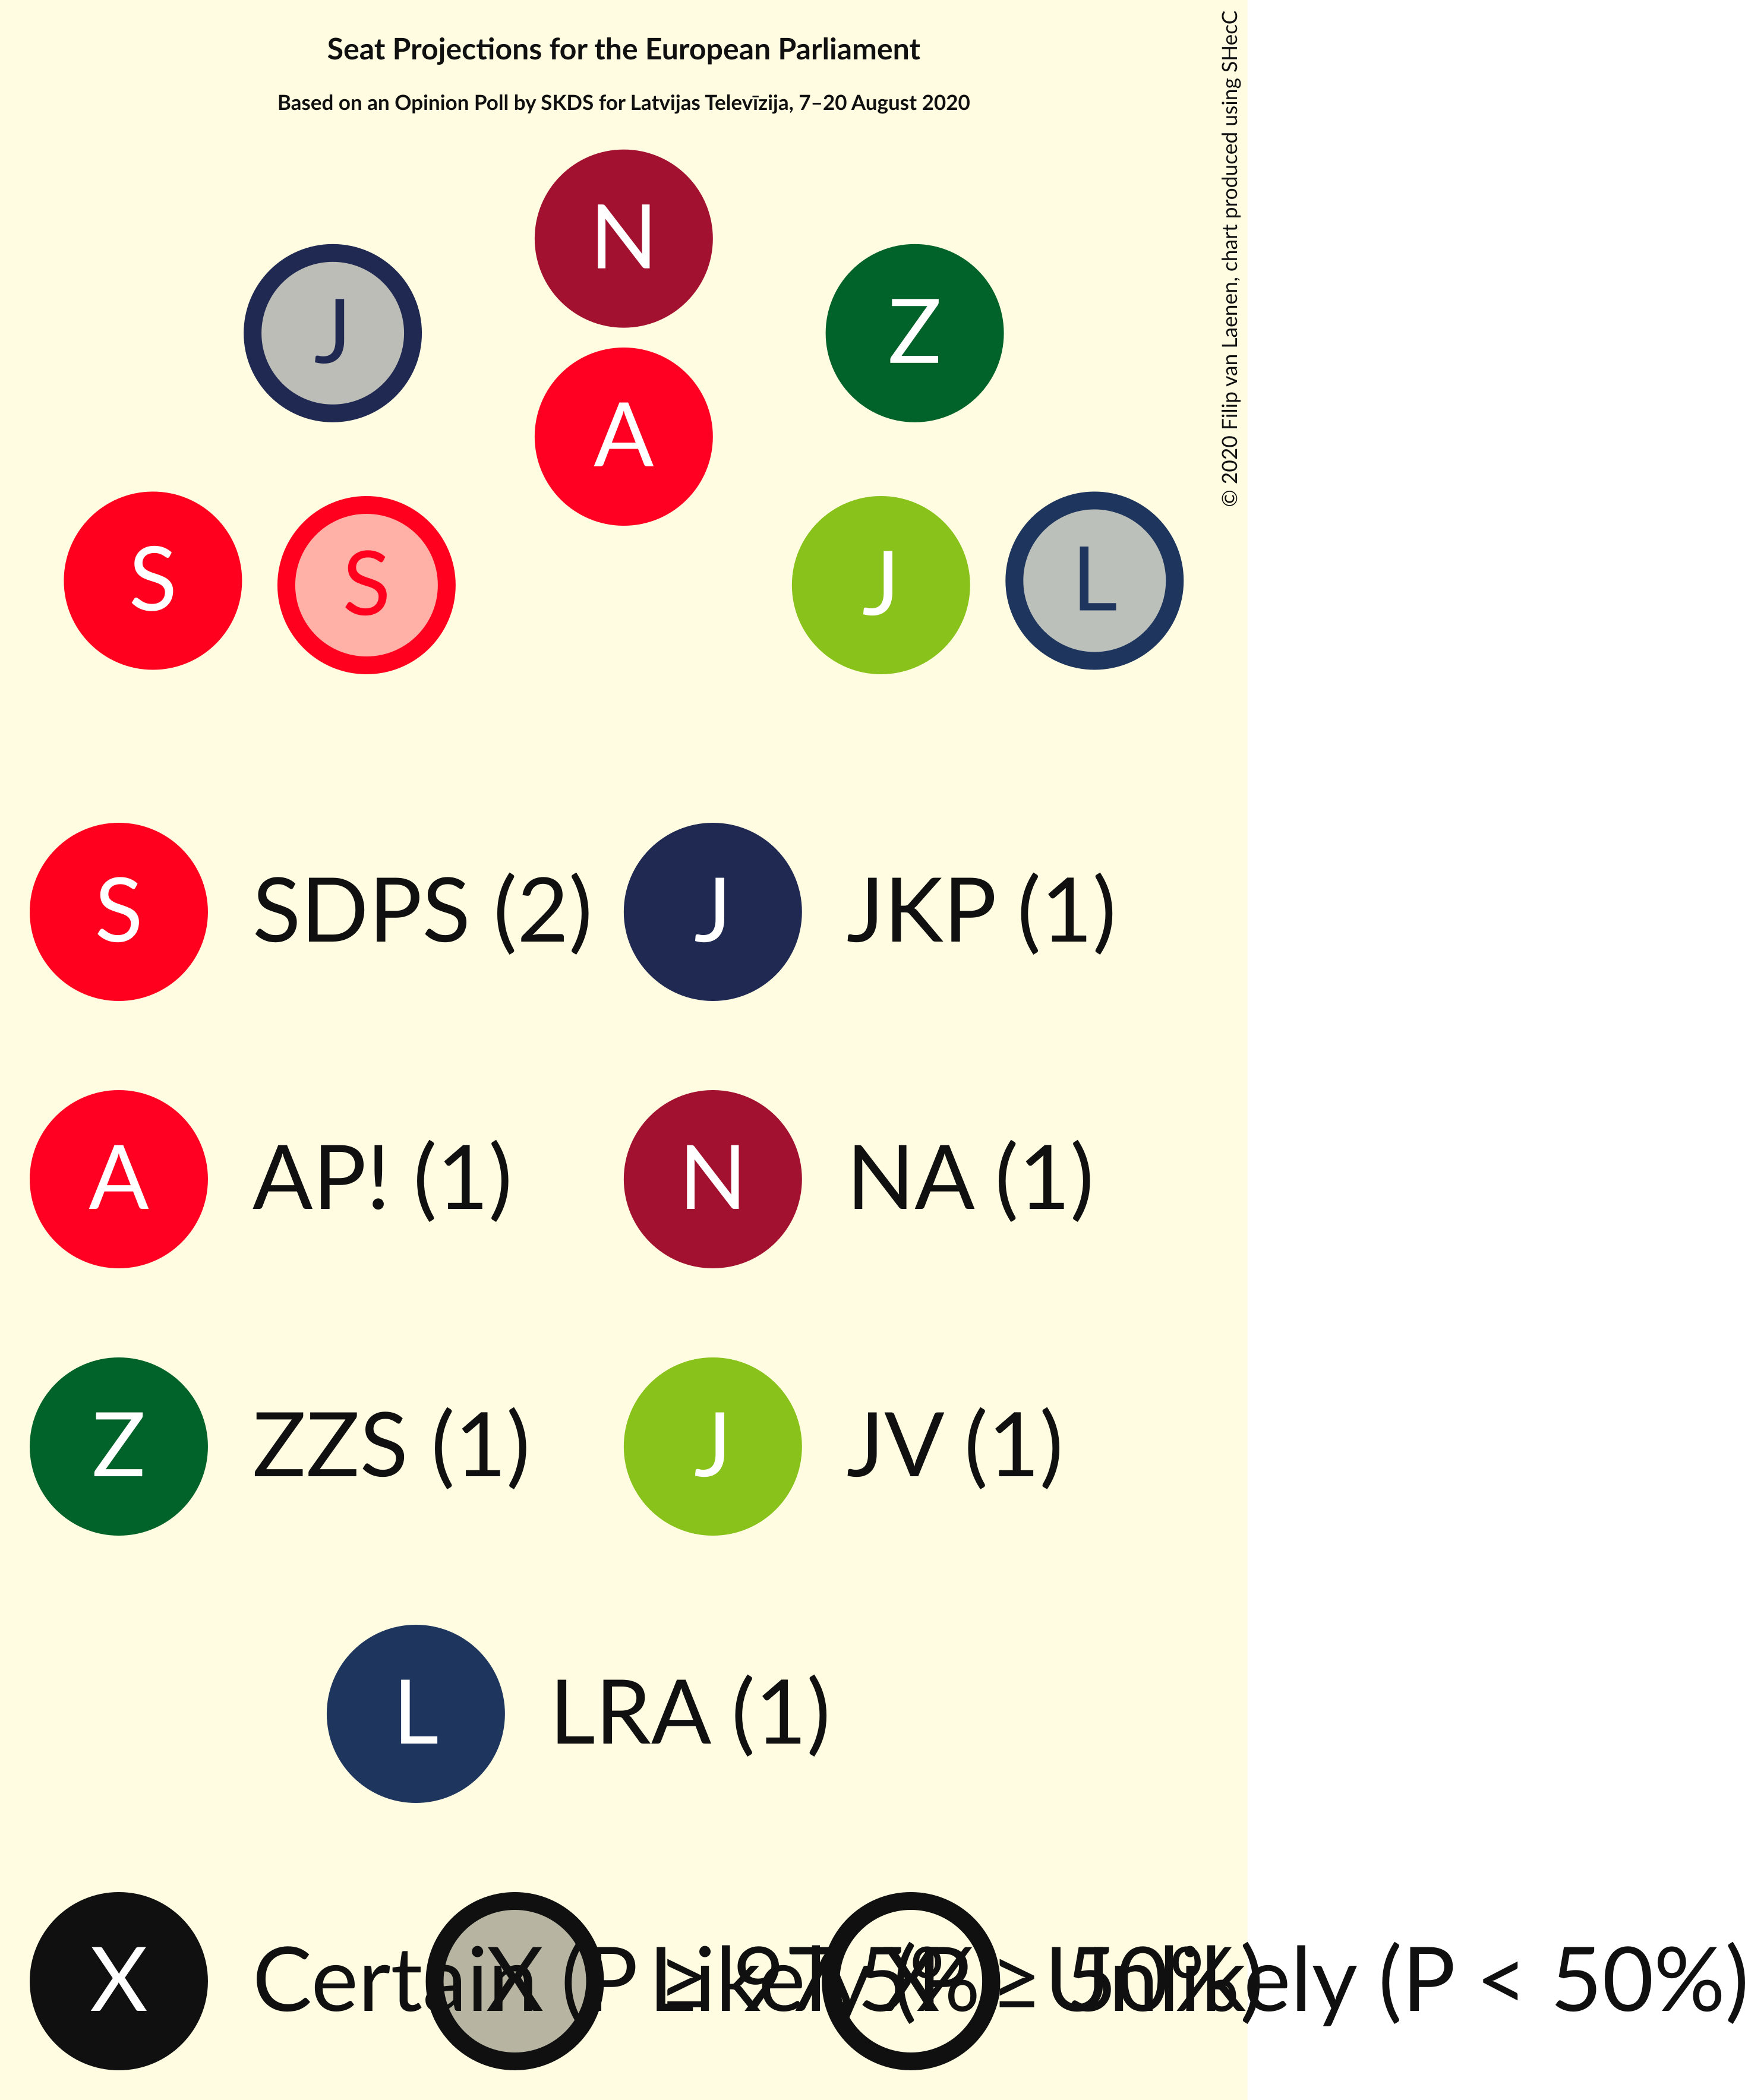 Seat Projections for the European Parliament
Based on an Opinion Poll by SKDS for Latvijas Televīzija, 7–20 August 2020
© 2020 Filip van Laenen, chart produced using SHecC
N
J
Z
A
S
S
J
L
S SDPS (2) J JKP (1)
A AP! (1) N NA (1)
Z ZZS (1) J JV (1)
L LRA (1)
X Certain (P ≥ 97.5%) X Likely (P ≥ 50%) X Unlikely (P < 50%)